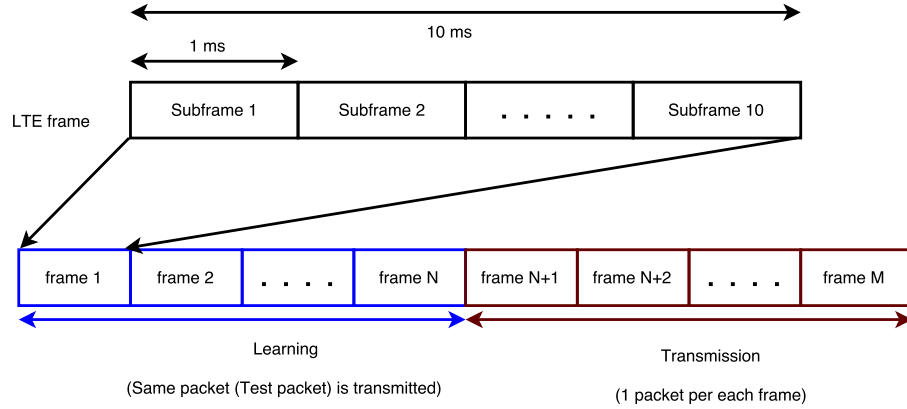 10 ms
1 ms
LTE frame
Subframe 1 Subframe 2 . . . . . Subframe 10
frame 1 frame 2 . . . . frame N frame N+1 frame N+2 . . . . frame M
Learning
(Same packet (Test packet) is transmitted)
Transmission
(1 packet per each frame)